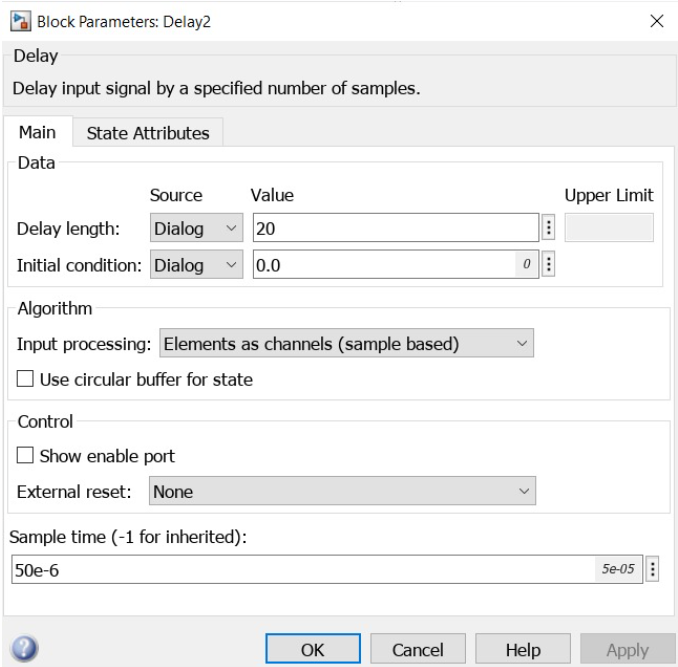 Block Parameters: Delay2
Delay
Delay input signal by a specified number of samples.
Main State Attributes
Data
Source Value Upper Limit
Delay length: Dialog 20
Initial condition: Dialog 0.0 0
Algorithm
Input processing: Elements as channels (sample based)
Use circular buffer for state
Control
Show enable port
External reset: None
Sample time (-1 for inherited):
50e-6 5e-05
? OK Cancel Help Apply